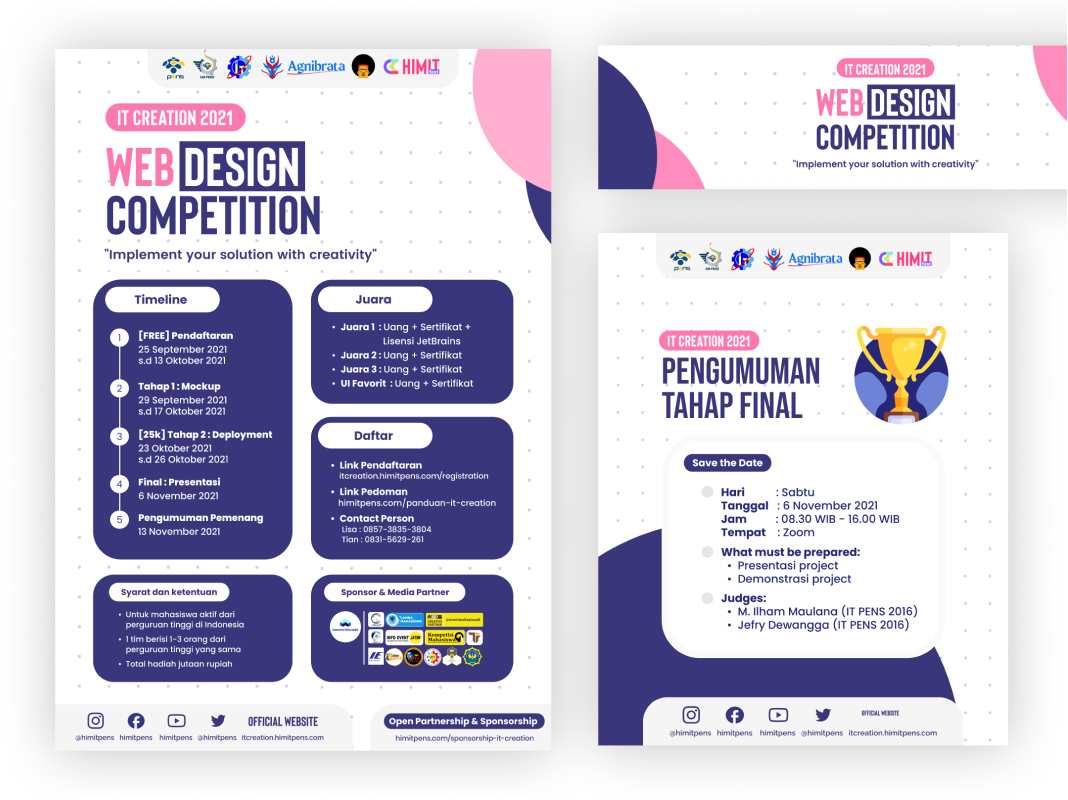 pens
Agnibrata
HIMIT
IT CREATION 2021
WEB DESIGN
COMPETITION
"Implement your solution with creativity"
Timeline
1
[FREE] Pendaftaran
25 September 2021
s.d 13 Oktober 2021
2
Tahap 1 : Mockup
29 September 2021
s.d 17 Oktober 2021
3
[25k] Tahap 2 : Deployment
23 Oktober 2021
s.d 26 Oktober 2021
4
Final : Presentasi
6 November 2021
5
Pengumuman Pemenang
13 November 2021
Juara
• Juara 1 : Uang + Sertifikat +
Lisensi JetBrains
• Juara 2 : Uang + Sertifikat
• Juara 3 : Uang + Sertifikat
• UI Favorit : Uang + Sertifikat
Daftar
• Link Pendaftaran
itcreation.himitpens.com/registration
• Link Pedoman
himitpens.com/panduan-it-creation
• Contact Person
Lisa : 0857-3835-3804
Tian : 0831-5629-261
Syarat dan ketentuan
• Untuk mahasiswa aktif dari
perguruan tinggi di Indonesia
• 1 tim berisi 1-3 orang dari
perguruan tinggi yang sama
• Total hadiah jutaan rupiah
Sponsor & Media Partner
INFO EVENT
Kompetisi
Mahasiswa
@himitpens himitpens himitpens @himitpens
OFFICIAL WEBSITE
itcreation.himitpens.com
Open Partnership & Sponsorship
himitpens.com/sponsorship-it-creation
IT CREATION 2021
WEB DESIGN
COMPETITION
"Implement your solution with creativity"
pens
Agnibrata
HIMIT
IT CREATION 2021
PENGUMUMAN
TAHAP FINAL
Save the Date
Hari : Sabtu
Tanggal : 6 November 2021
Jam : 08.30 WIB - 16.00 WIB
Tempat : Zoom
What must be prepared:
• Presentasi project
• Demonstrasi project
Judges:
• M. Ilham Maulana (IT PENS 2016)
• Jefry Dewangga (IT PENS 2016)
@himitpens himitpens himitpens @himitpens
OFFICIAL WEBSITE
itcreation.himitpens.com